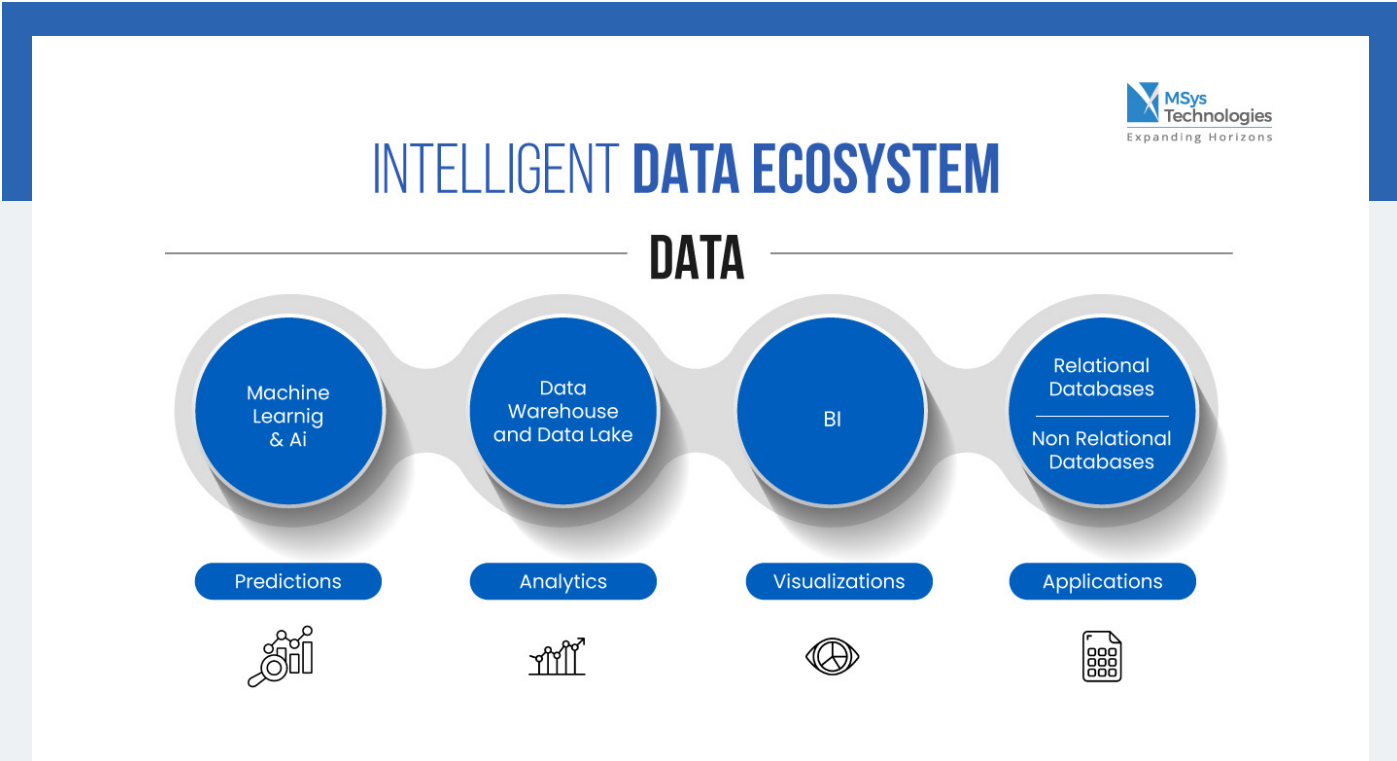 MSys
Technologies
Expanding Horizons
INTELLIGENT DATA ECOSYSTEM
DATA
Machine
Learnig
& Ai
Data
Warehouse
and Data Lake
BI
Relational
Databases
Non Relational
Databases
Predictions
Analytics
Visualizations
Applications